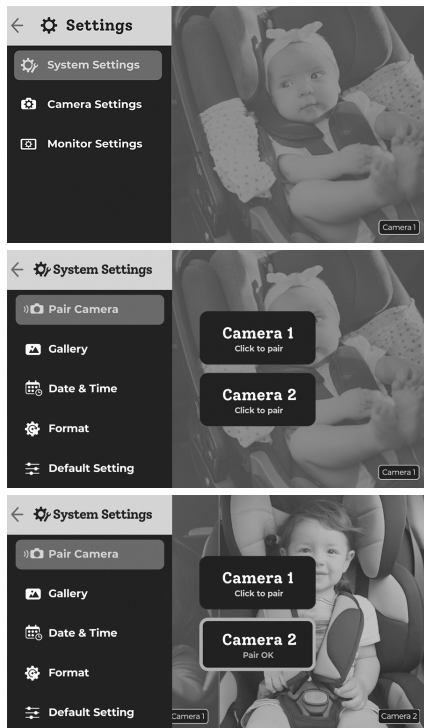 Settings
System Settings
Camera Settings
Monitor Settings
Camera 1
System Settings
Pair Camera
Gallery
Date & Time
Format
Default Setting
Camera 1
Click to pair
Camera 2
Click to pair
Camera 1
System Settings
Pair Camera
Gallery
Date & Time
Format
Default Setting
Camera 1
Click to pair
Camera 2
Pair OK
Camera 1
Camera 2